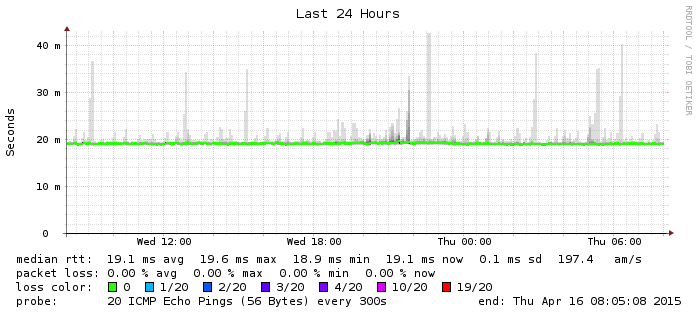 Last 24 Hours
RRDTOOL / TOBI OETIKER
Seconds
40 m
30 m
20 m
10 m
0
Wed 12:00 Wed 18:00 Thu 00:00 Thu 06:00
median rtt: 19.1 ms avg 19.6 ms max 18.9 ms min 19.1 ms now 0.1 ms sd 197.4 am/s
packet loss: 0.00 % avg 0.00 % max 0.00 % min 0.00 % now
loss color: 0 1/20 2/20 3/20 4/20 10/20 19/20
probe: 20 ICMP Echo Pings (56 Bytes) every 300s end: Thu Apr 16 08:05:08 2015